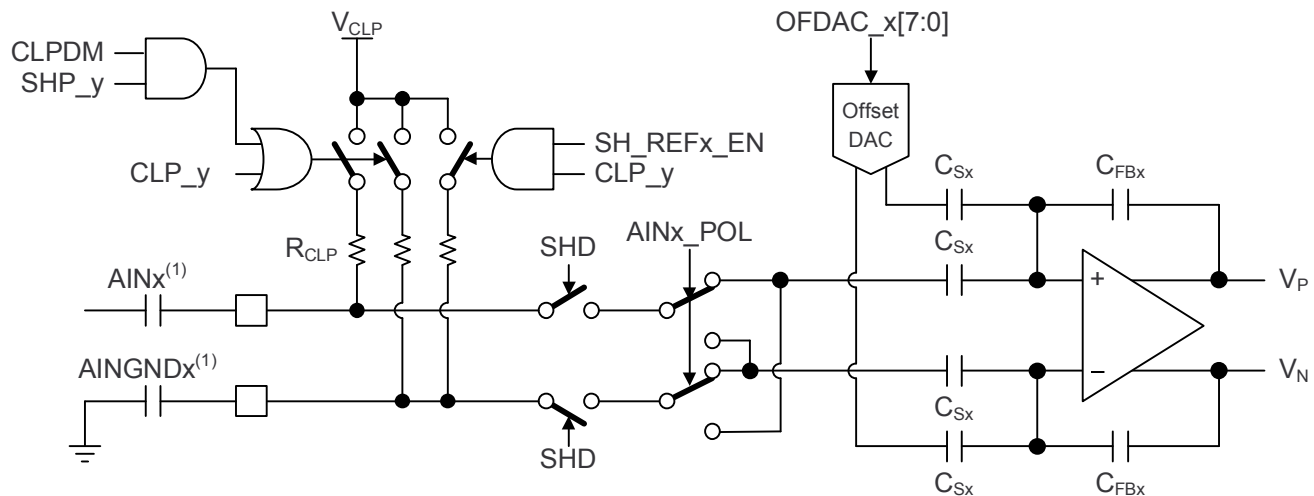 OFDAC_x[7:0]
V_CLP
CLPDM
SHP_y
Offset
DAC
SH_REFx_EN
CLP_y
CLP_y
C_Sx
C_FBx
R_CLP
SHD
AINx_POL
C_Sx
AINx(1)
+
V_P
AINGNDx(1)
−
V_N
C_Sx
SHD
C_Sx
C_FBx